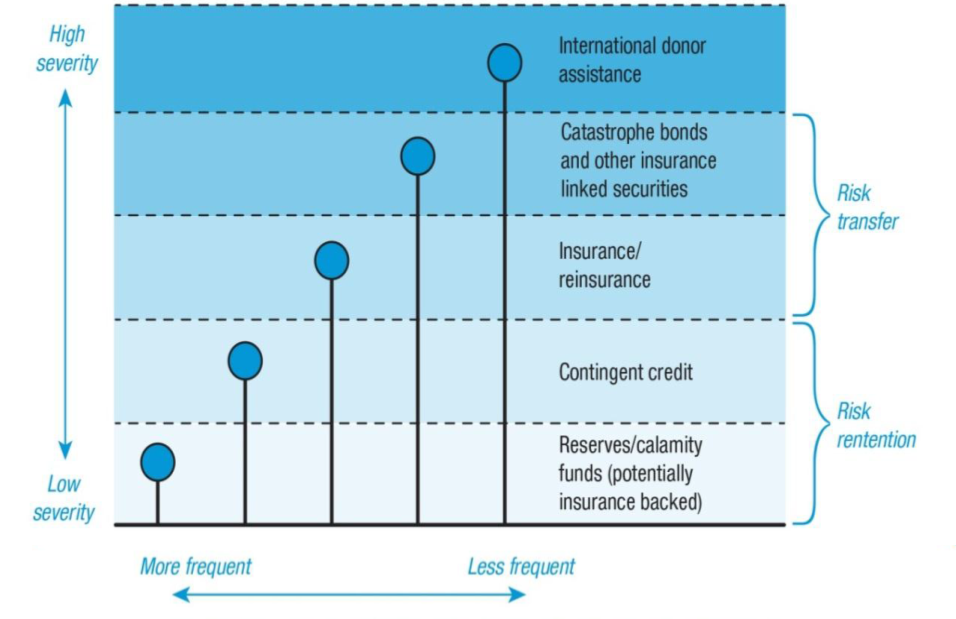 High
severity
International donor
assistance
Catastrophe bonds
and other insurance
linked securities
Risk
transfer
Insurance/
reinsurance
Contingent credit
Risk
rentention
Reserves/calamity
funds (potentially
insurance backed)
Low
severity
More frequent
Less frequent